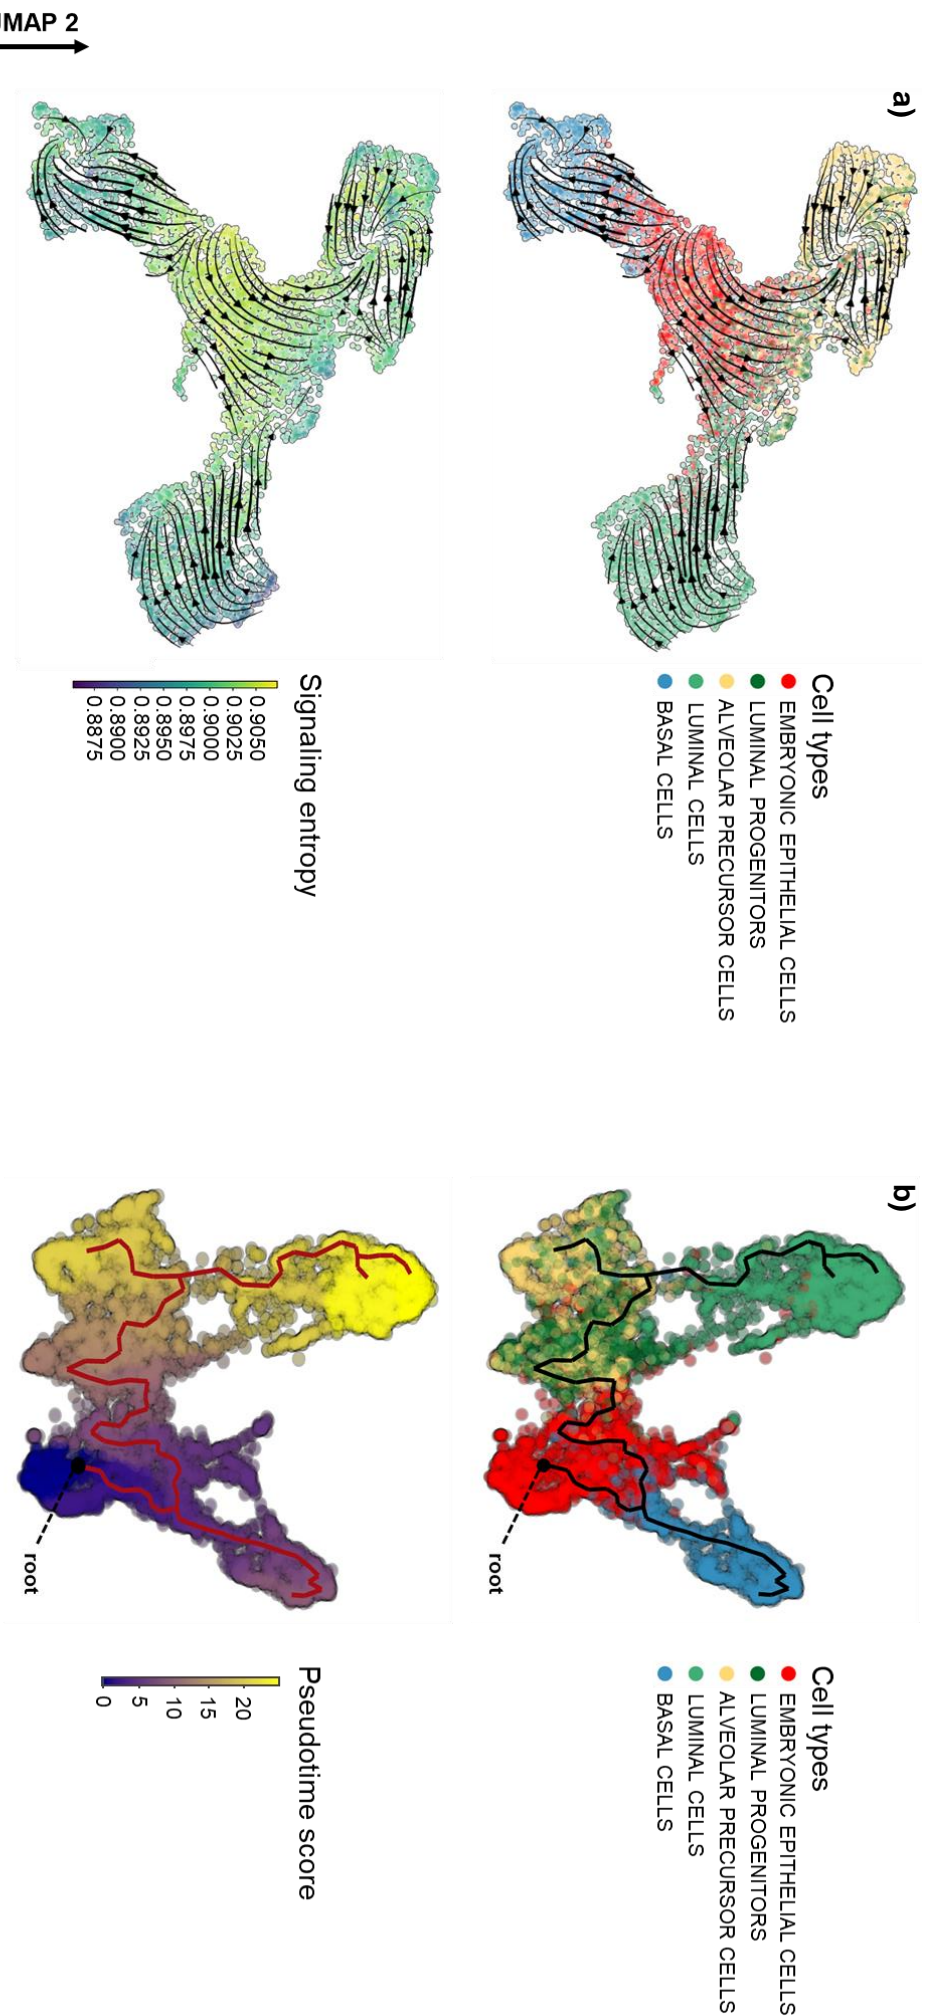 a)
Cell types
EMBRYONIC EPITHELIAL CELLS
LUMINAL PROGENITORS
ALVEOLAR PRECURSOR CELLS
LUMINAL CELLS
BASAL CELLS
Signaling entropy
0.9050
0.9025
0.9000
0.8975
0.8950
0.8925
0.8900
0.8875
b)
root
Cell types
EMBRYONIC EPITHELIAL CELLS
LUMINAL PROGENITORS
ALVEOLAR PRECURSOR CELLS
LUMINAL CELLS
BASAL CELLS
root
Pseudotime score
20
15
10
5
0
2